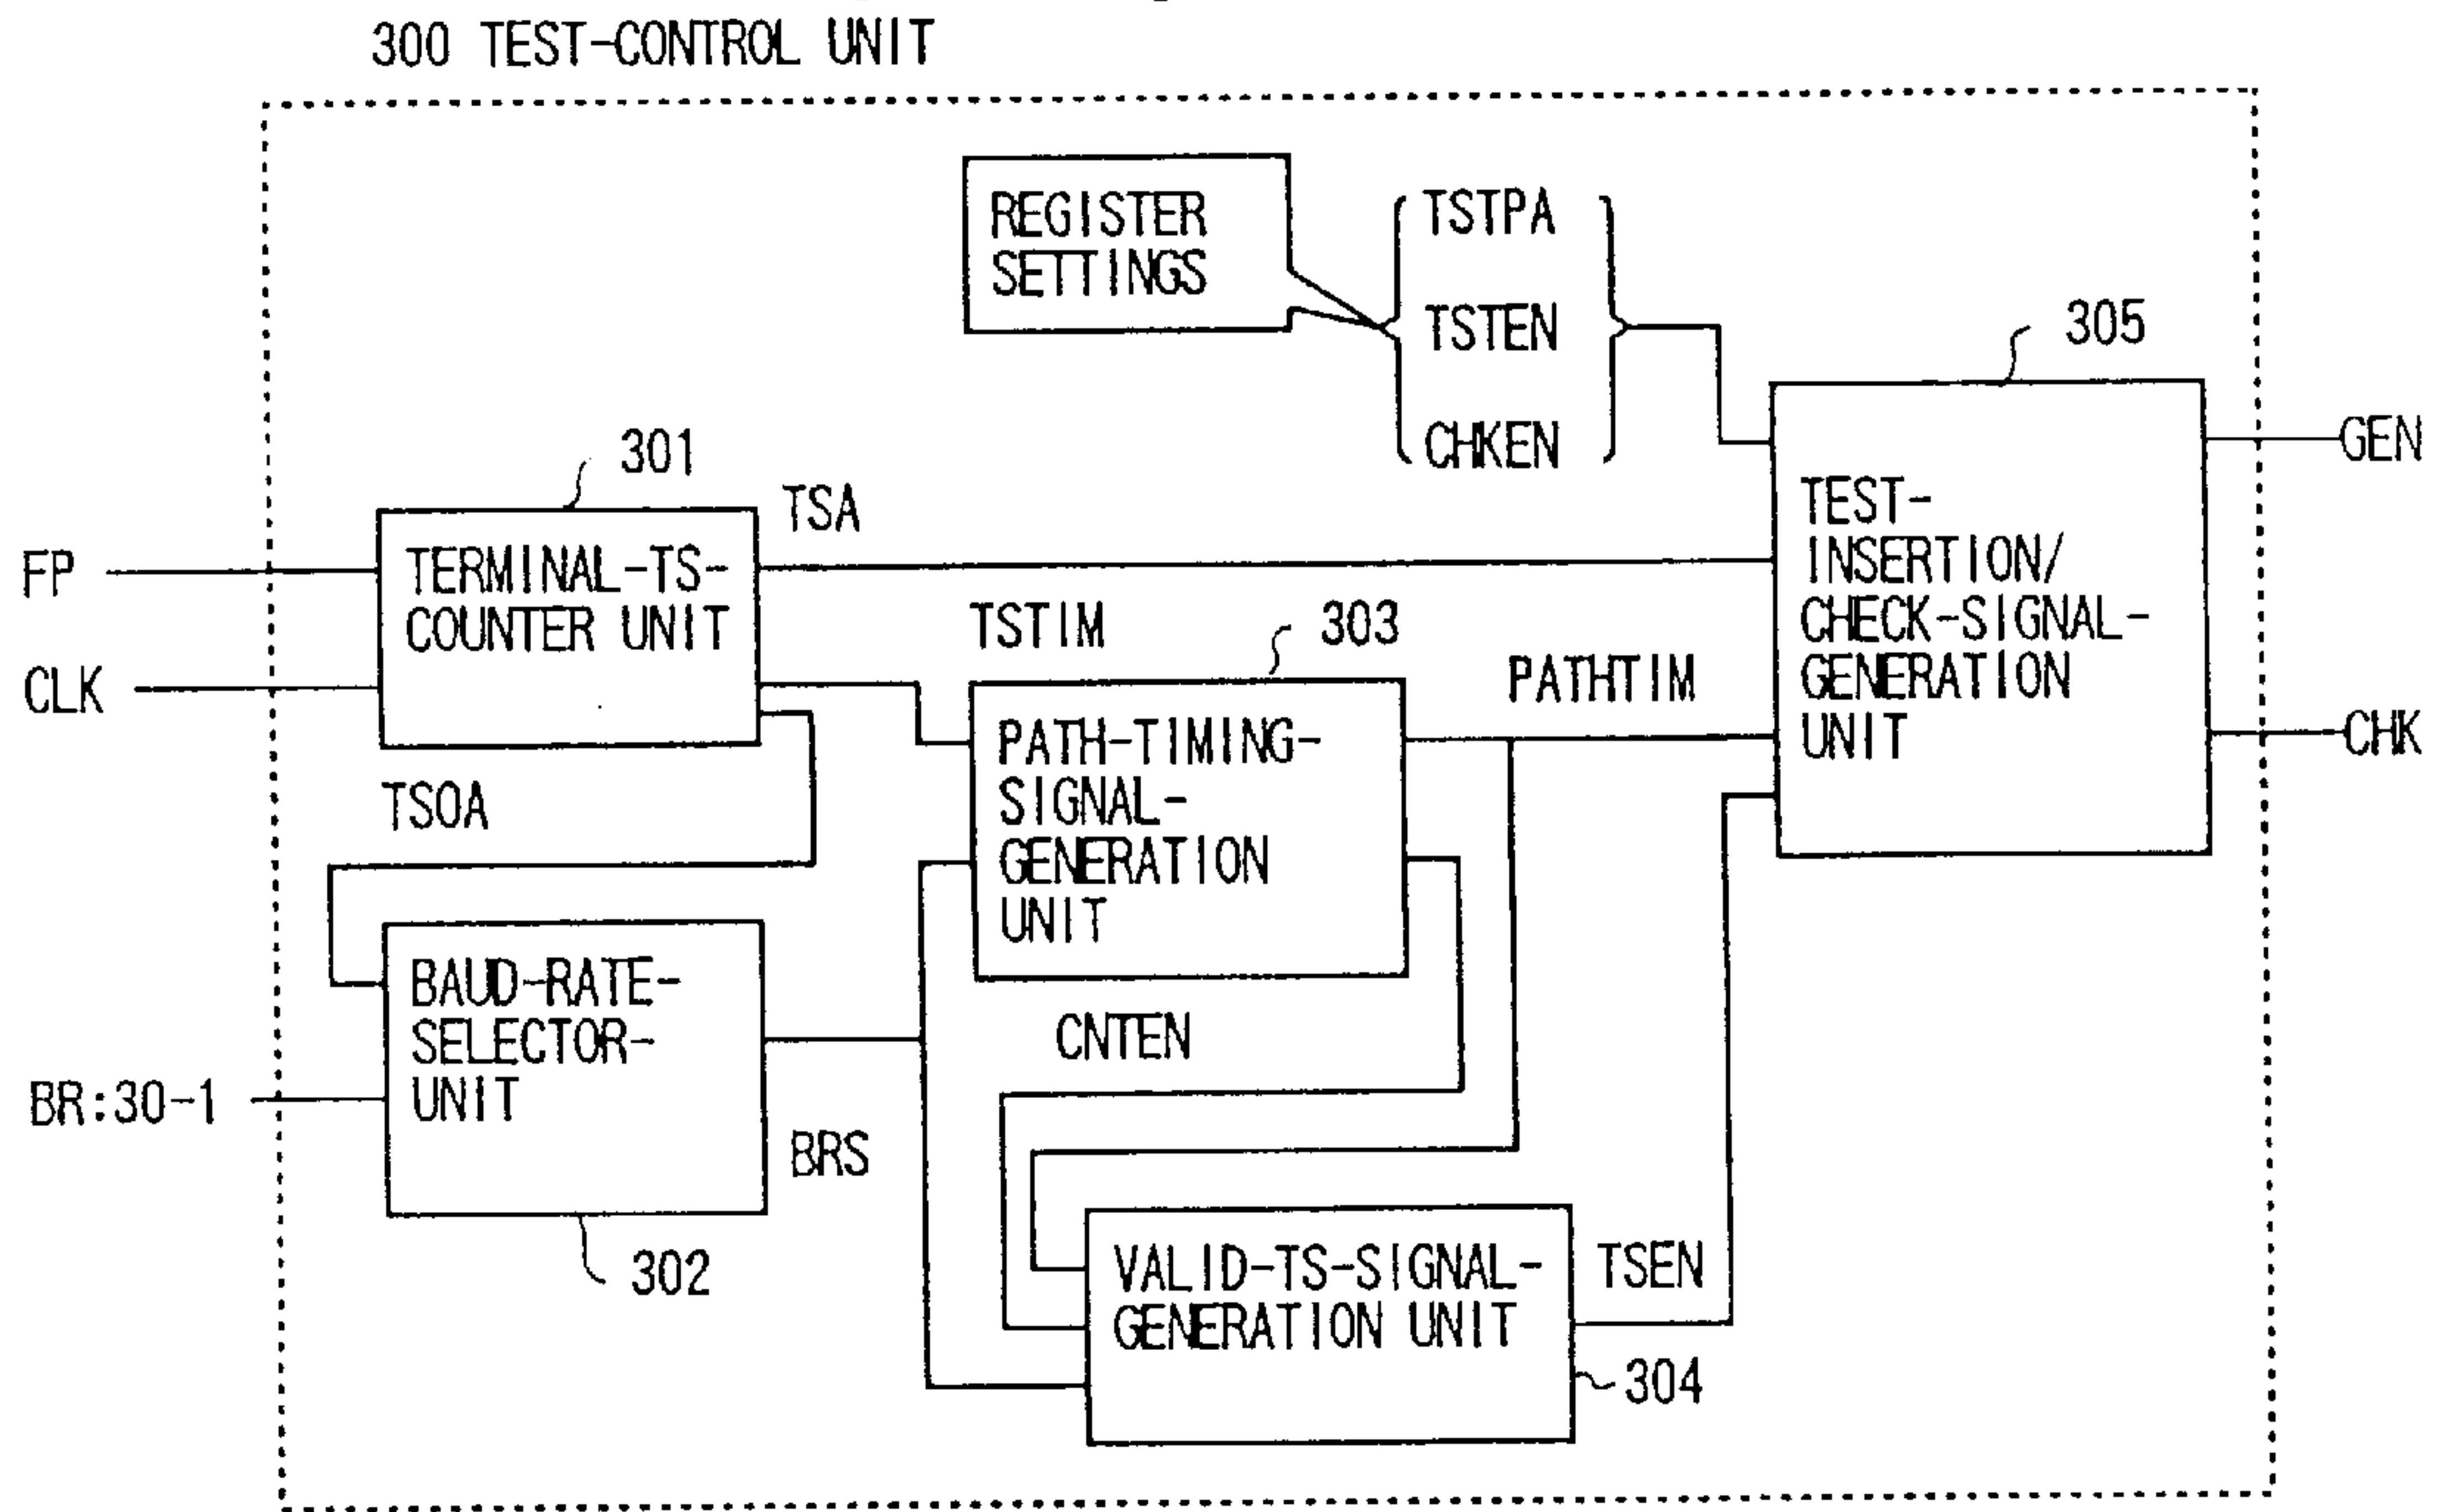 300 TEST-CONTROL UNIT
REGISTER
SETTINGS
TSTPA
TSTEN
CHKEN
305
GEN
301
TSA
TEST-
INSERTION/
CHECK-SIGNAL-
GENERATION
UNIT
FP
TERMINAL-TS-
COUNTER UNIT
CLK
TSTIM
303
PATHTIM
CHK
PATH-TIMING-
SIGNAL-
GENERATION
UNIT
TSOA
BAUD-RATE-
SELECTOR-
UNIT
CNTEN
BR:30-1
BRS
302
VALID-TS-SIGNAL-
GENERATION UNIT
TSEN
304